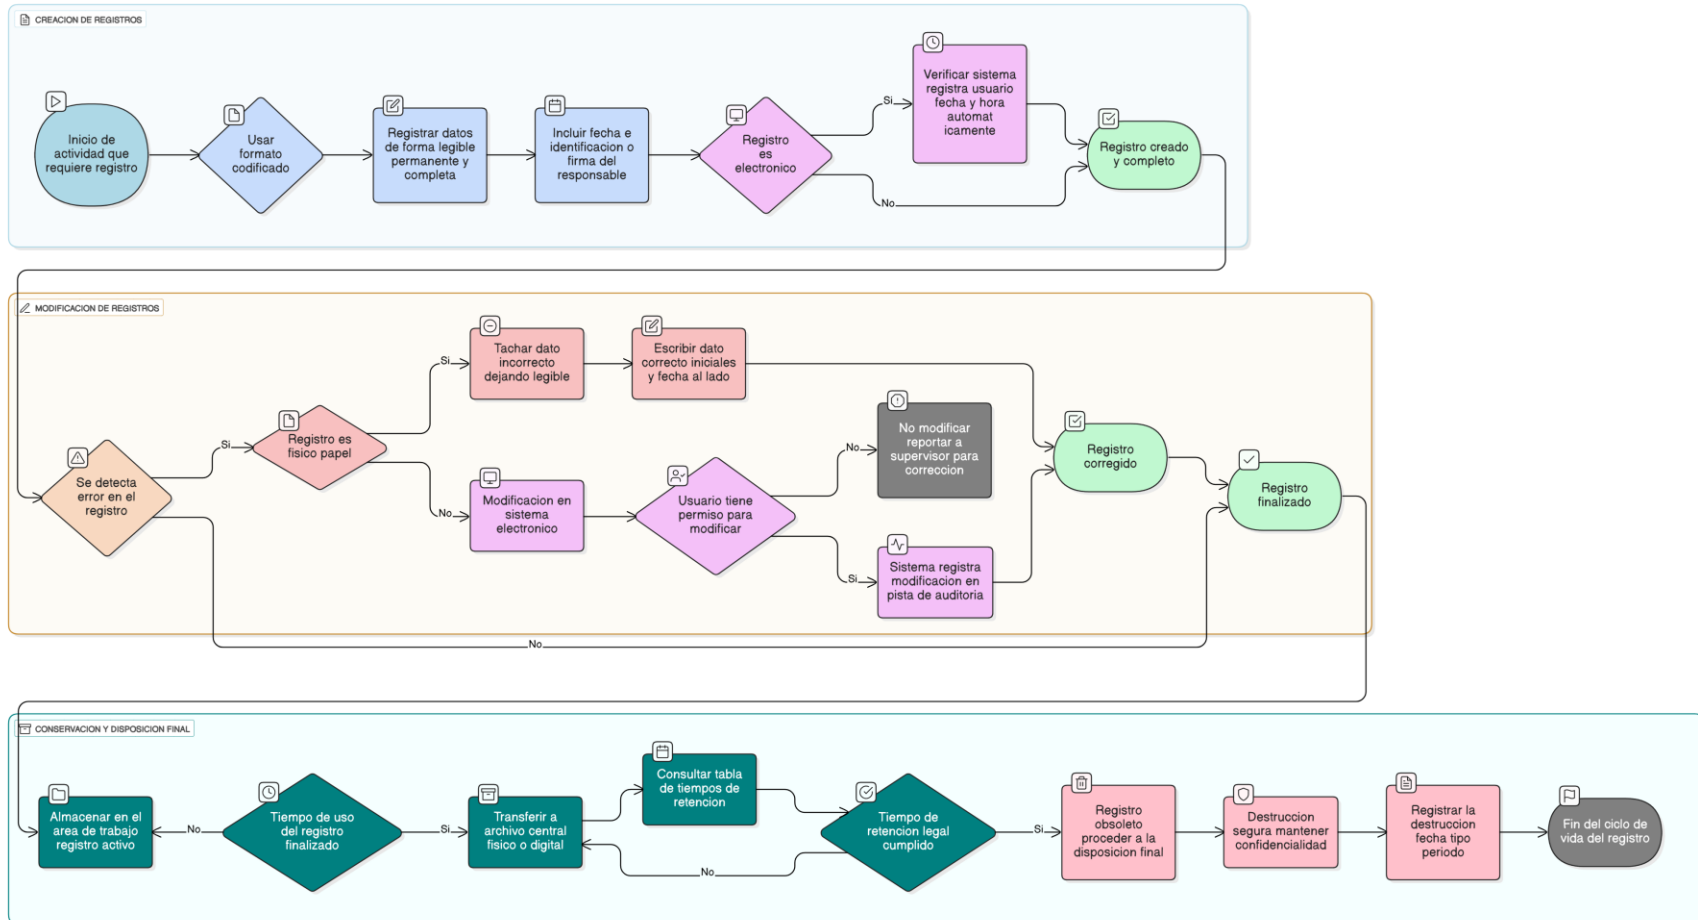 CREACION DE REGISTROS
Inicio de
actividad que
requiere registro
Usar
formato
codificado
Registrar datos
de forma legible
permanente y
completa
Incluir fecha e
identificacion o
firma del
responsable
Registro
es
electronico
Si
No
Verificar sistema
registra usuario
fecha y hora
automat
icamente
Registro creado
y completo
MODIFICACION DE REGISTROS
Se detecta
error en el
registro
Si
No
Registro es
fisico papel
Si
No
Tachar dato
incorrecto
dejando legible
Escribir dato
correcto iniciales
y fecha al lado
Modificacion en
sistema
electronico
Usuario tiene
permiso para
modificar
No
Si
No modificar
reportar a
supervisor para
correccion
Sistema registra
modificacion en
pista de auditoria
Registro
corregido
Registro
finalizado
CONSERVACION Y DISPOSICION FINAL
Almacenar en el
area de trabajo
registro activo
No
Tiempo de uso
del registro
finalizado
Si
Transferir a
archivo central
fisico o digital
Consultar tabla
de tiempos de
retencion
No
Tiempo de
retencion legal
cumplido
Si
Registro
obsoleto
proceder a la
disposicion final
Destruccion
segura mantener
confidencialidad
Registrar la
destruccion
fecha tipo
periodo
Fin del ciclo de
vida del registro